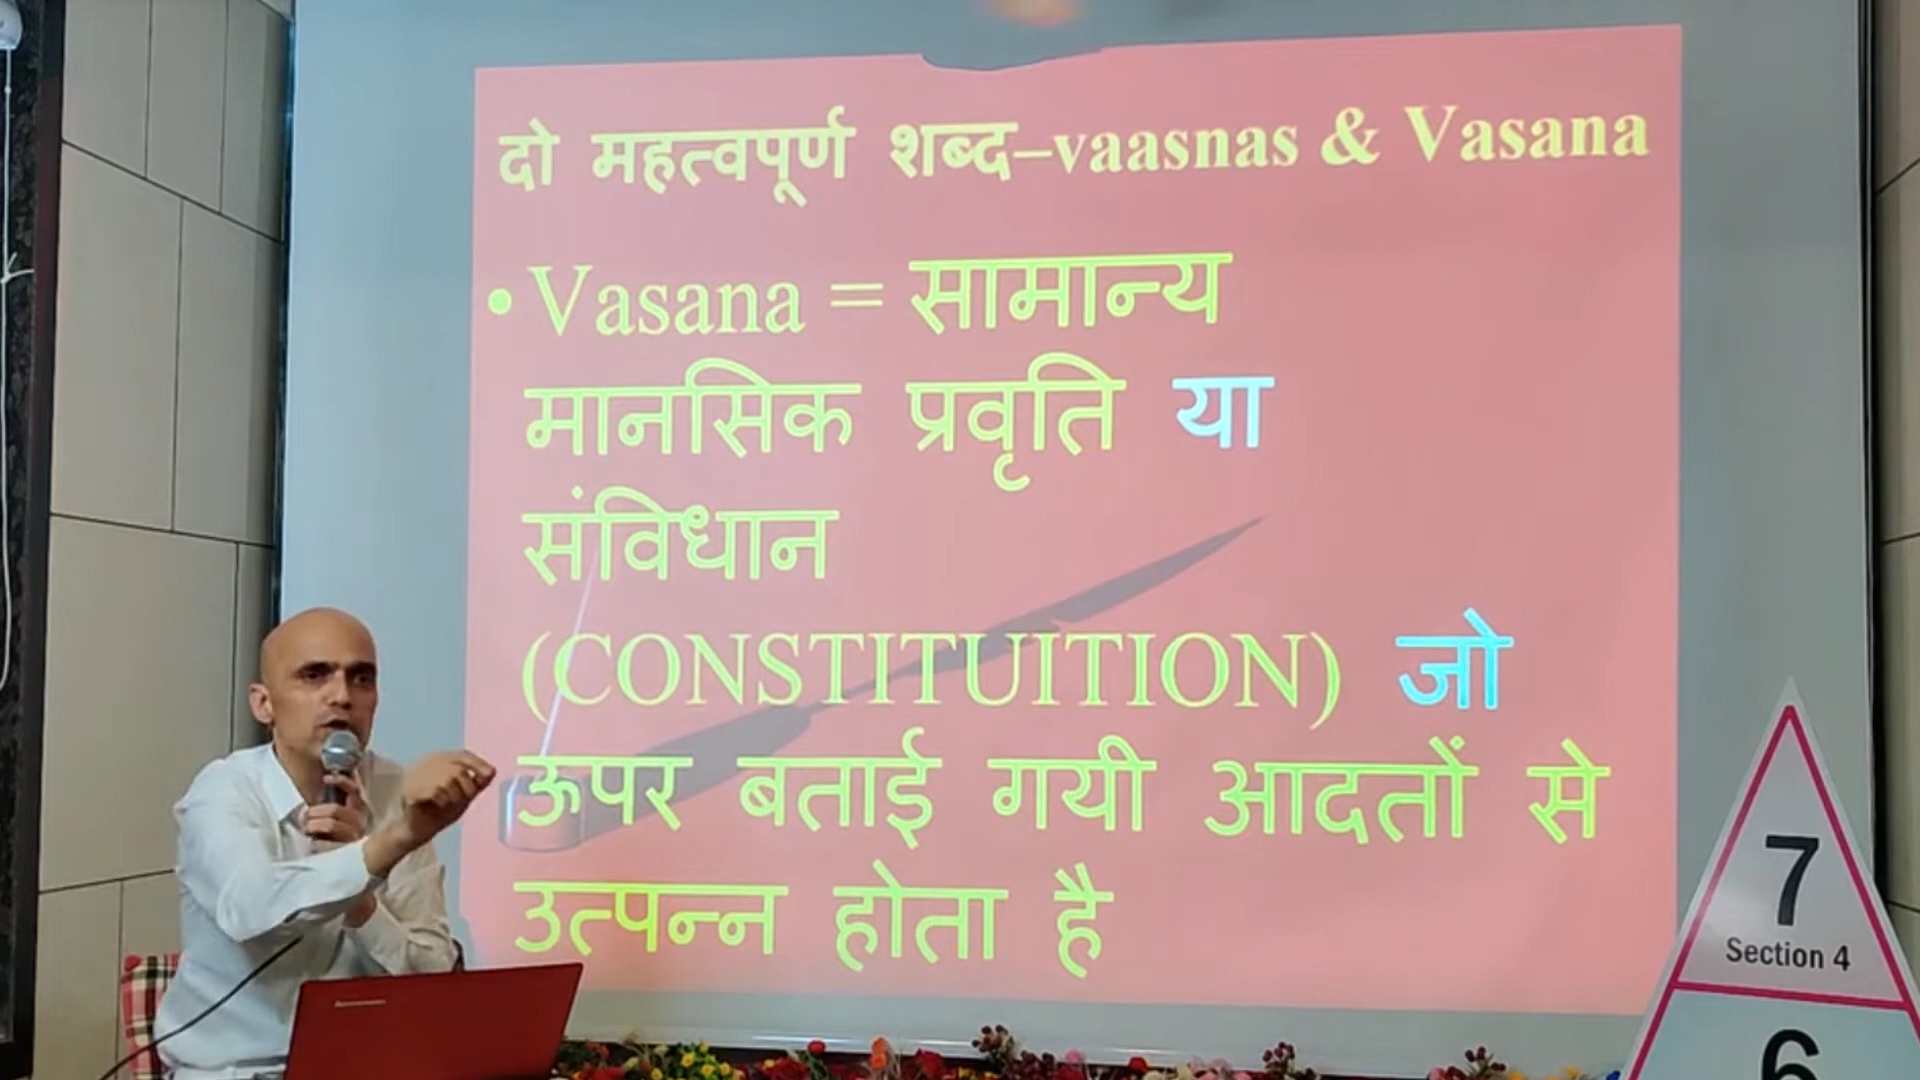 दो महत्वपूर्ण शब्द–vaasnas & Vasana
• Vasana = सामान्य
मानसिक प्रवृति या
संविधान
(CONSTITUITION) जो
ऊपर बताई गयी आदतों से
उत्पन्न होता है
7
Section 4
6